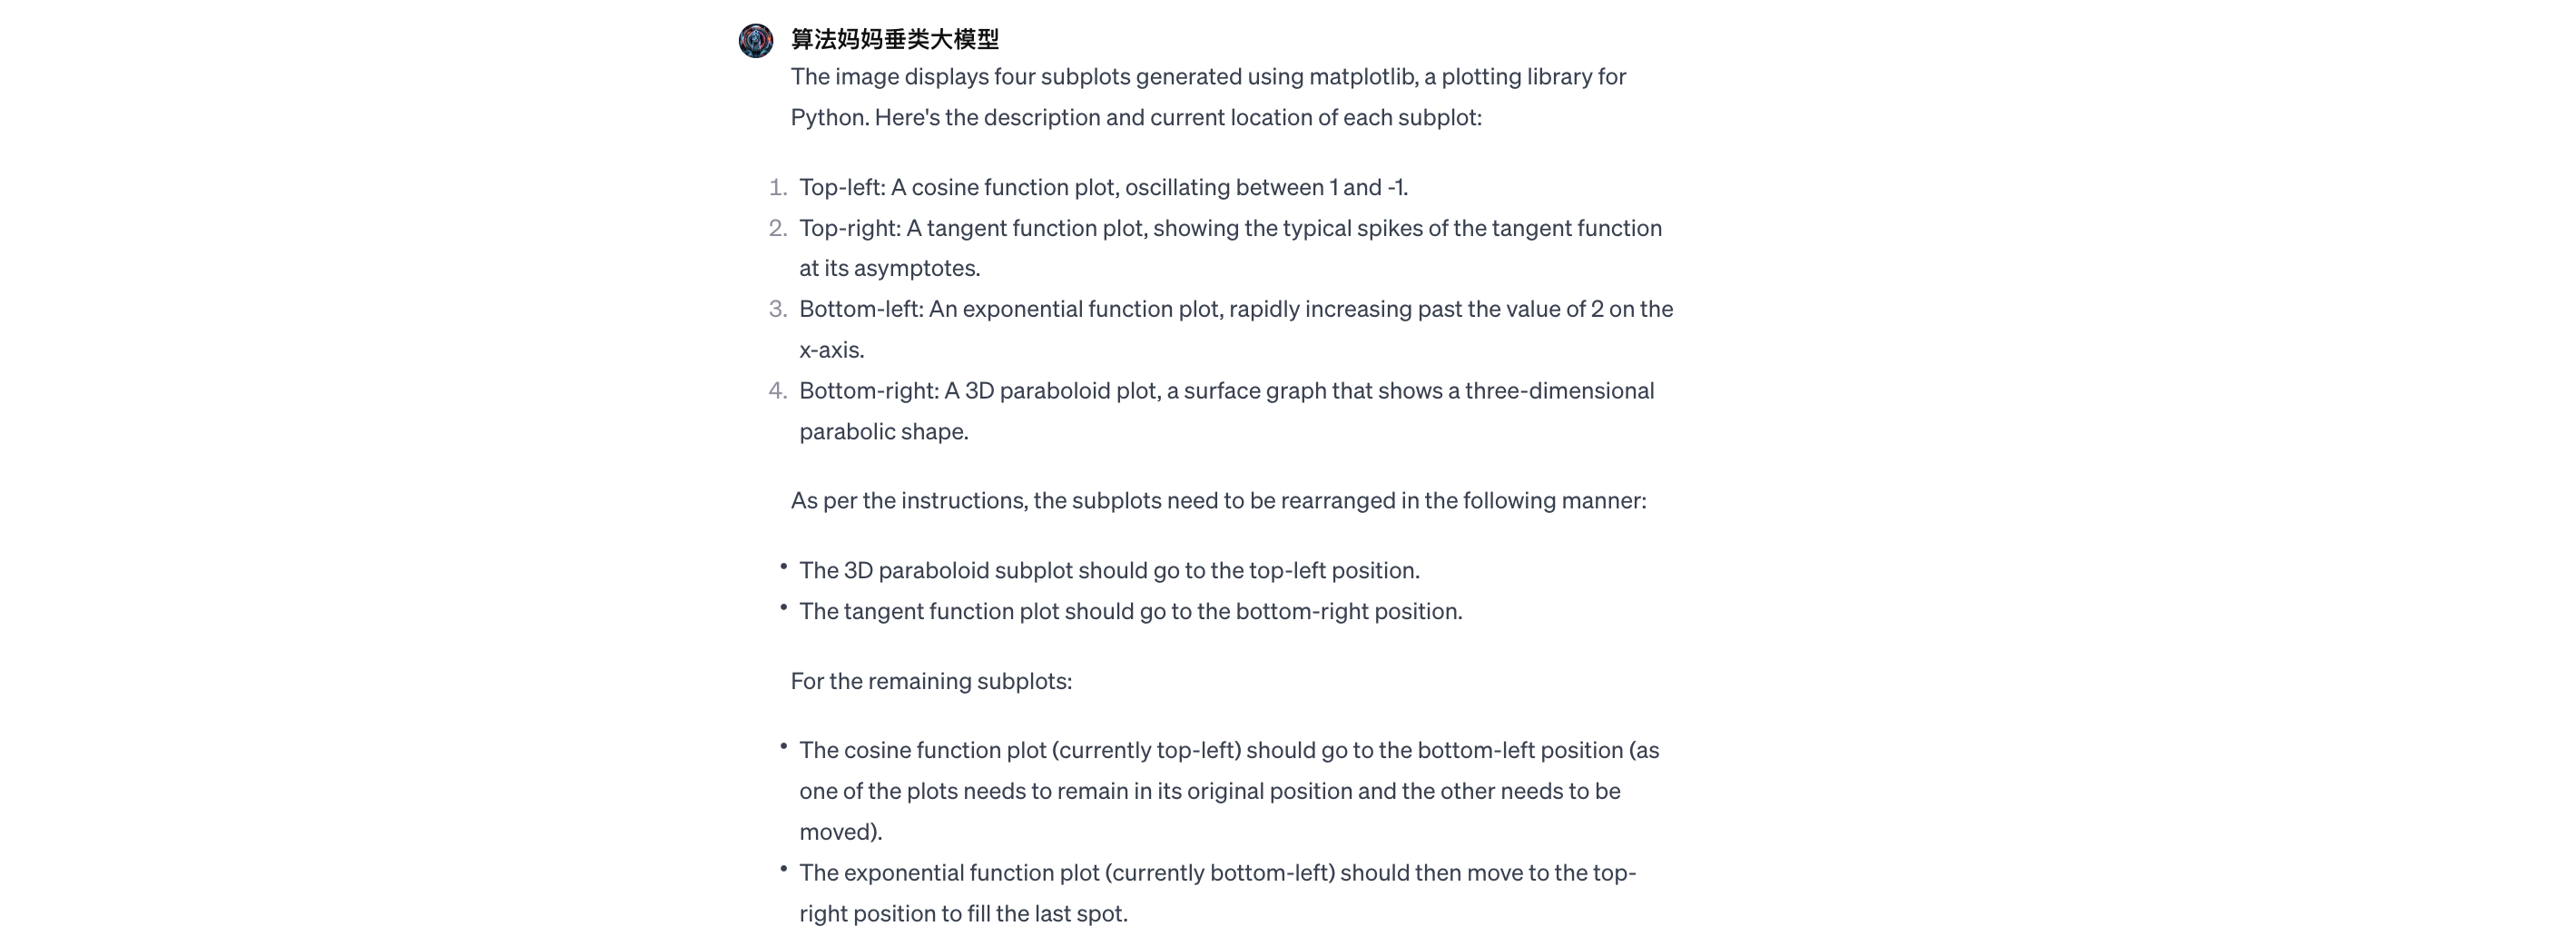 算法妈妈垂类大模型
The image displays four subplots generated using matplotlib, a plotting library for
Python. Here's the description and current location of each subplot:
1. Top-left: A cosine function plot, oscillating between 1 and -1.
2. Top-right: A tangent function plot, showing the typical spikes of the tangent function
at its asymptotes.
3. Bottom-left: An exponential function plot, rapidly increasing past the value of 2 on the
x-axis.
4. Bottom-right: A 3D paraboloid plot, a surface graph that shows a three-dimensional
parabolic shape.
As per the instructions, the subplots need to be rearranged in the following manner:
• The 3D paraboloid subplot should go to the top-left position.
• The tangent function plot should go to the bottom-right position.
For the remaining subplots:
• The cosine function plot (currently top-left) should go to the bottom-left position (as
one of the plots needs to remain in its original position and the other needs to be
moved).
• The exponential function plot (currently bottom-left) should then move to the top-
right position to fill the last spot.